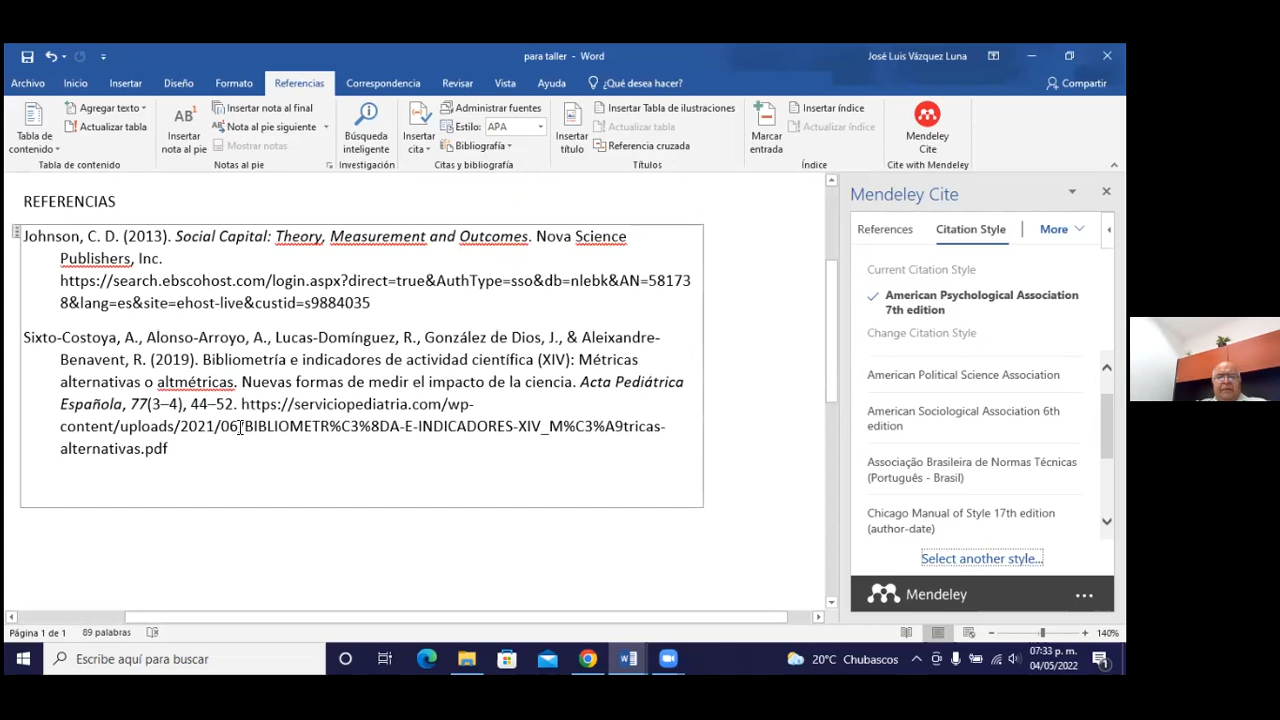 para taller - Word
José Luis Vázquez Luna
Archivo Inicio Insertar Diseño Formato Referencias Correspondencia Revisar Vista Ayuda ¿Qué desea hacer? Compartir
Tabla de contenido
Agregar texto
Actualizar tabla
Tabla de contenido
AB¹
Insertar nota al pie
Insertar nota al final
Nota al pie siguiente
Mostrar notas
Notas al pie
Búsqueda inteligente
Investigación
Insertar cita
Administrar fuentes
Estilo: APA
Bibliografía
Citas y bibliografía
Insertar título
Insertar Tabla de ilustraciones
Actualizar tabla
Referencia cruzada
Títulos
Marcar entrada
Insertar índice
Actualizar índice
Índice
Mendeley Cite
Cite with Mendeley
REFERENCIAS
Johnson, C. D. (2013). Social Capital: Theory, Measurement and Outcomes. Nova Science
Publishers, Inc.
https://search.ebscohost.com/login.aspx?direct=true&AuthType=sso&db=nlebk&AN=58173
8&lang=es&site=ehost-live&custid=s9884035
Sixto-Costoya, A., Alonso-Arroyo, A., Lucas-Domínguez, R., González de Dios, J., & Aleixandre-
Benavent, R. (2019). Bibliometría e indicadores de actividad científica (XIV): Métricas
alternativas o altmétricas. Nuevas formas de medir el impacto de la ciencia. Acta Pediátrica
Española, 77(3–4), 44–52. https://serviciopediatria.com/wp-
content/uploads/2021/06/BIBLIOMETR%C3%8DA-E-INDICADORES-XIV_M%C3%A9tricas-
alternativas.pdf
Mendeley Cite
References Citation Style More
Current Citation Style
American Psychological Association
7th edition
Change Citation Style
American Political Science Association
American Sociological Association 6th
edition
Associação Brasileira de Normas Técnicas
(Português - Brasil)
Chicago Manual of Style 17th edition
(author-date)
Select another style...
Mendeley
Página 1 de 1 89 palabras
140%
Escribe aquí para buscar
20°C Chubascos
07:33 p. m.
04/05/2022
1